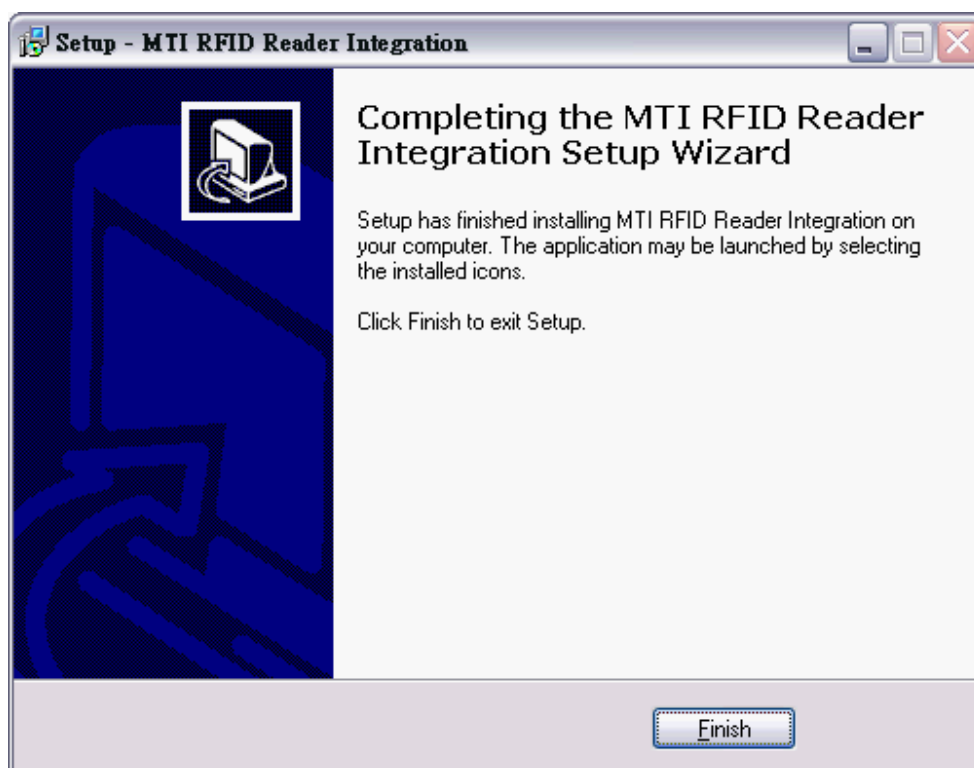 Setup - MTI RFID Reader Integration
Completing the MTI RFID Reader
Integration Setup Wizard
Setup has finished installing MTI RFID Reader Integration on
your computer. The application may be launched by selecting
the installed icons.
Click Finish to exit Setup.
Finish